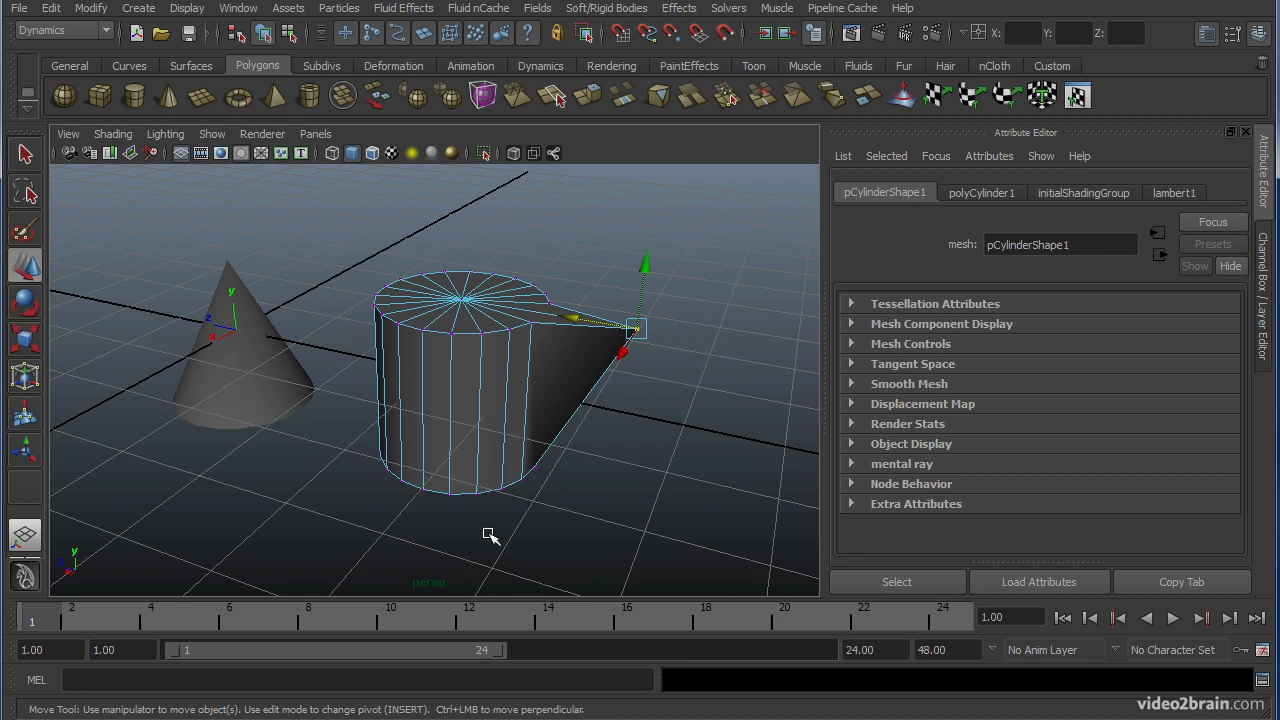 File Edit Modify Create Display Window Assets Particles Fluid Effects Fluid nCache Fields Soft/Rigid Bodies Effects Solvers Muscle Pipeline Cache Help
Dynamics X: Y: Z:
General Curves Surfaces Polygons Subdivs Deformation Animation Dynamics Rendering PaintEffects Toon Muscle Fluids Fur Hair nCloth Custom
View Shading Lighting Show Renderer Panels
Attribute Editor
List Selected Focus Attributes Show Help
pCylinderShape1 polyCylinder1 initialShadingGroup lambert1
Focus
mesh: pCylinderShape1 Presets
Show Hide
Tessellation Attributes
Mesh Component Display
Mesh Controls
Tangent Space
Smooth Mesh
Displacement Map
Render Stats
Object Display
mental ray
Node Behavior
Extra Attributes
Attribute Editor
Channel Box / Layer Editor
y
z
x
y
z
x
persp
Select Load Attributes Copy Tab
2 4 6 8 10 12 14 16 18 20 22 24
1 1.00
1.00 1.00 1 24 24.00 48.00 No Anim Layer No Character Set
MEL
Move Tool: Use manipulator to move object(s). Use edit mode to change pivot (INSERT). Ctrl+LMB to move perpendicular.
video2brain.com